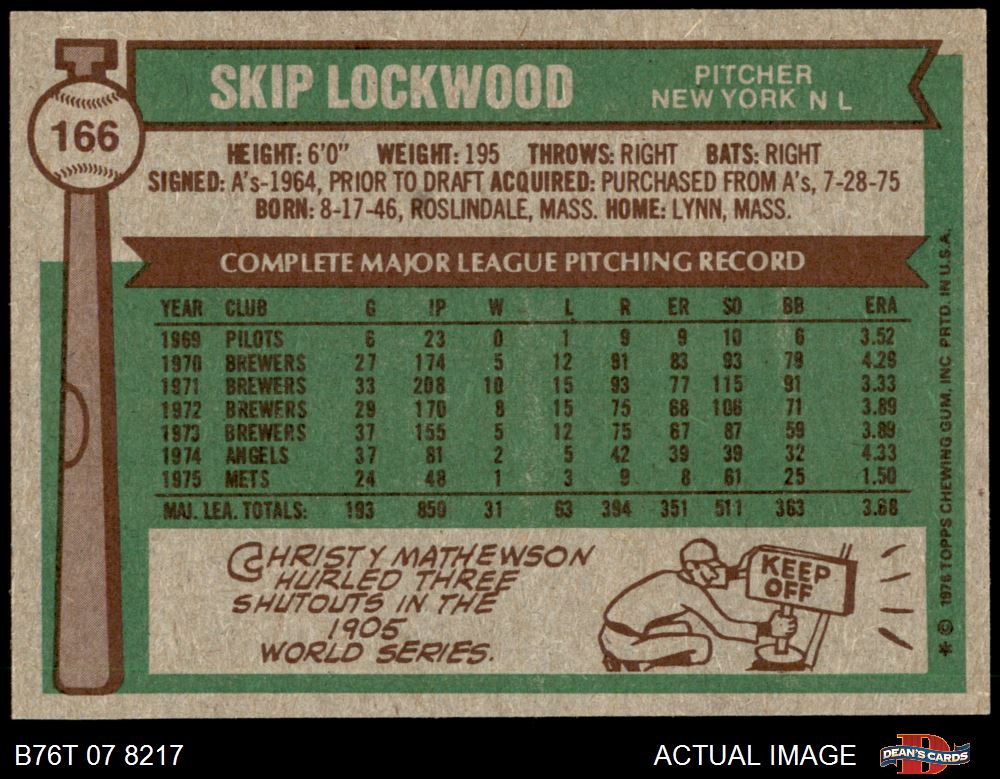 166
SKIP LOCKWOOD
PITCHER
NEW YORK N L
HEIGHT: 6'0" WEIGHT: 195 THROWS: RIGHT BATS: RIGHT
SIGNED: A's-1964, PRIOR TO DRAFT ACQUIRED: PURCHASED FROM A's, 7-28-75
BORN: 8-17-46, ROSLINDALE, MASS. HOME: LYNN, MASS.
COMPLETE MAJOR LEAGUE PITCHING RECORD
YEAR CLUB G IP W L R ER SO BB ERA
1969 PILOTS 6 23 0 1 9 9 10 6 3.52
1970 BREWERS 27 174 5 12 91 83 93 79 4.29
1971 BREWERS 33 208 10 15 93 77 115 91 3.33
1972 BREWERS 29 170 8 15 75 68 106 71 3.89
1973 BREWERS 37 155 5 12 75 67 87 59 3.89
1974 ANGELS 37 81 2 5 42 39 39 32 4.33
1975 METS 24 48 1 3 9 8 61 25 1.50
MAJ. LEA. TOTALS: 193 859 31 63 394 351 511 363 3.68
CHRISTY MATHEWSON
HURLED THREE
SHUTOUTS IN THE
1905
WORLD SERIES.
KEEP
OFF
* © 1976 TOPPS CHEWING GUM, INC. PRTD. IN U.S.A.
B76T 07 8217
ACTUAL IMAGE
D
DEAN'S CARDS